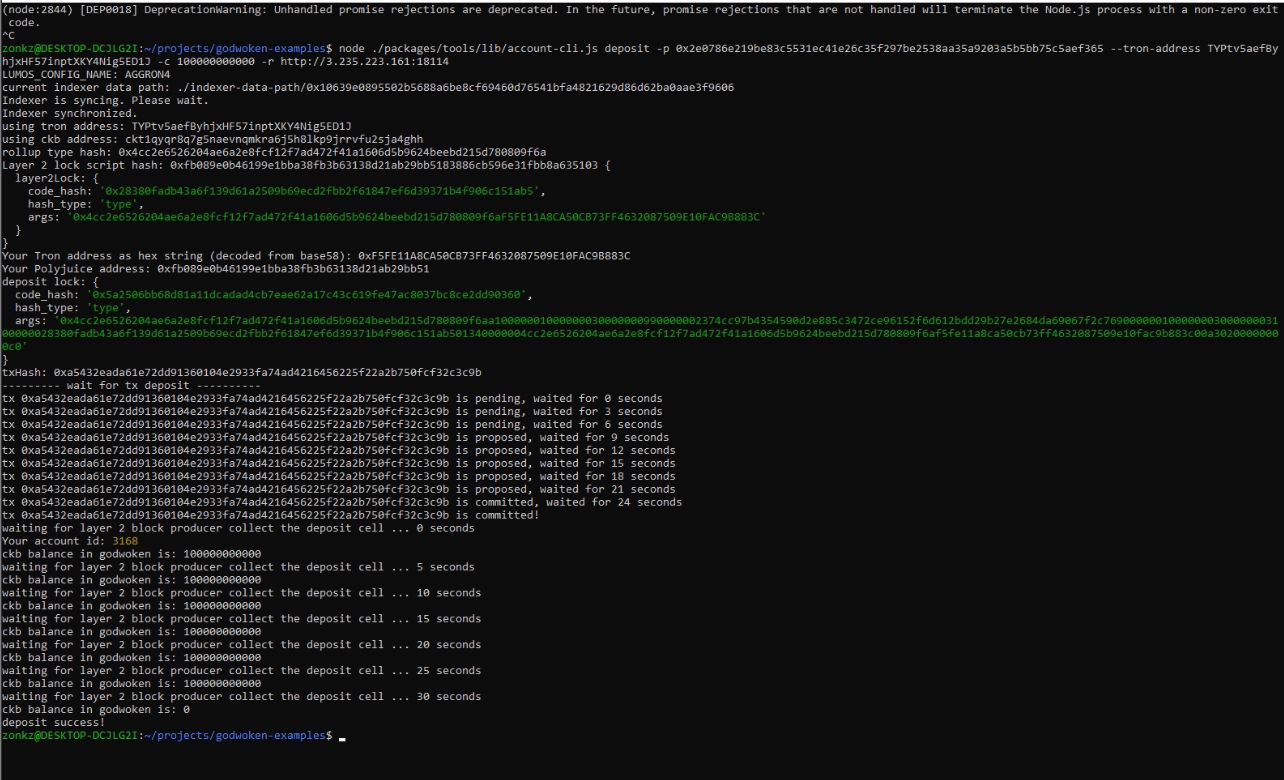 (node:2844) [DEP0018] DeprecationWarning: Unhandled promise rejections are deprecated. In the future, promise rejections that are not handled will terminate the Node.js process with a non-zero exit
 code.
^C
zonkz@DESKTOP-DCJLG2I:~/projects/godwoken-examples$ node ./packages/tools/lib/account-cli.js deposit -p 0x2e0786e219be83c5531ec41e26c35f297be2538aa35a9203a5b5bb75c5aef365 --tron-address TYPtv5aefBy
hjxHF57inptXKY4Nig5ED1J -c 100000000000 -r http://3.235.223.161:18114
LUMOS_CONFIG_NAME: AGGRON4
current indexer data path: ./indexer-data-path/0x10639e0895502b5688a6be8cf69460d76541bfa4821629d86d62ba0aae3f9606
Indexer is syncing. Please wait.
Indexer synchronized.
using tron address: TYPtv5aefByhjxHF57inptXKY4Nig5ED1J
using ckb address: ckt1qyqr8q7g5naevnqmkra6j5h8lkp9jrrvfu2sja4ghh
rollup type hash: 0x4cc2e6526204ae6a2e8fcf12f7ad472f41a1606d5b9624beebd215d780809f6a
Layer 2 lock script hash: 0xfb089e0b46199e1bba38fb3b63138d21ab29bb5183886cb596e31fbb8a635103 {
  layer2Lock: {
    code_hash: '0x28380fadb43a6f139d61a2509b69ecd2fbb2f61847ef6d39371b4f906c151ab5',
    hash_type: 'type',
    args: '0x4cc2e6526204ae6a2e8fcf12f7ad472f41a1606d5b9624beebd215d780809f6aF5FE11A8CA50CB73FF4632087509E10FAC9B883C'
  }
}
Your Tron address as hex string (decoded from base58): 0xF5FE11A8CA50CB73FF4632087509E10FAC9B883C
Your Polyjuice address: 0xfb089e0b46199e1bba38fb3b63138d21ab29bb51
deposit lock: {
  code_hash: '0x5a2506bb68d81a11dcadad4cb7eae62a17c43c619fe47ac8037bc8ce2dd90360',
  hash_type: 'type',
  args: '0x4cc2e6526204ae6a2e8fcf12f7ad472f41a1606d5b9624beebd215d780809f6aa10000001000000030000000990000002374cc97b4354590d2e885c3472ce96152f6d612bdd29b27e2684da69067f2c76900000010000000300000031
00000028380fadb43a6f139d61a2509b69ecd2fbb2f61847ef6d39371b4f906c151ab501340000004cc2e6526204ae6a2e8fcf12f7ad472f41a1606d5b9624beebd215d780809f6af5fe11a8ca50cb73ff4632087509e10fac9b883c00a3020000000
0c0'
}
txHash: 0xa5432eada61e72dd91360104e2933fa74ad4216456225f22a2b750fcf32c3c9b
--------- wait for tx deposit ----------
tx 0xa5432eada61e72dd91360104e2933fa74ad4216456225f22a2b750fcf32c3c9b is pending, waited for 0 seconds
tx 0xa5432eada61e72dd91360104e2933fa74ad4216456225f22a2b750fcf32c3c9b is pending, waited for 3 seconds
tx 0xa5432eada61e72dd91360104e2933fa74ad4216456225f22a2b750fcf32c3c9b is pending, waited for 6 seconds
tx 0xa5432eada61e72dd91360104e2933fa74ad4216456225f22a2b750fcf32c3c9b is proposed, waited for 9 seconds
tx 0xa5432eada61e72dd91360104e2933fa74ad4216456225f22a2b750fcf32c3c9b is proposed, waited for 12 seconds
tx 0xa5432eada61e72dd91360104e2933fa74ad4216456225f22a2b750fcf32c3c9b is proposed, waited for 15 seconds
tx 0xa5432eada61e72dd91360104e2933fa74ad4216456225f22a2b750fcf32c3c9b is proposed, waited for 18 seconds
tx 0xa5432eada61e72dd91360104e2933fa74ad4216456225f22a2b750fcf32c3c9b is proposed, waited for 21 seconds
tx 0xa5432eada61e72dd91360104e2933fa74ad4216456225f22a2b750fcf32c3c9b is committed, waited for 24 seconds
tx 0xa5432eada61e72dd91360104e2933fa74ad4216456225f22a2b750fcf32c3c9b is committed!
waiting for layer 2 block producer collect the deposit cell ... 0 seconds
Your account id: 3168
ckb balance in godwoken is: 100000000000
waiting for layer 2 block producer collect the deposit cell ... 5 seconds
ckb balance in godwoken is: 100000000000
waiting for layer 2 block producer collect the deposit cell ... 10 seconds
ckb balance in godwoken is: 100000000000
waiting for layer 2 block producer collect the deposit cell ... 15 seconds
ckb balance in godwoken is: 100000000000
waiting for layer 2 block producer collect the deposit cell ... 20 seconds
ckb balance in godwoken is: 100000000000
waiting for layer 2 block producer collect the deposit cell ... 25 seconds
ckb balance in godwoken is: 100000000000
waiting for layer 2 block producer collect the deposit cell ... 30 seconds
ckb balance in godwoken is: 0
deposit success!
zonkz@DESKTOP-DCJLG2I:~/projects/godwoken-examples$